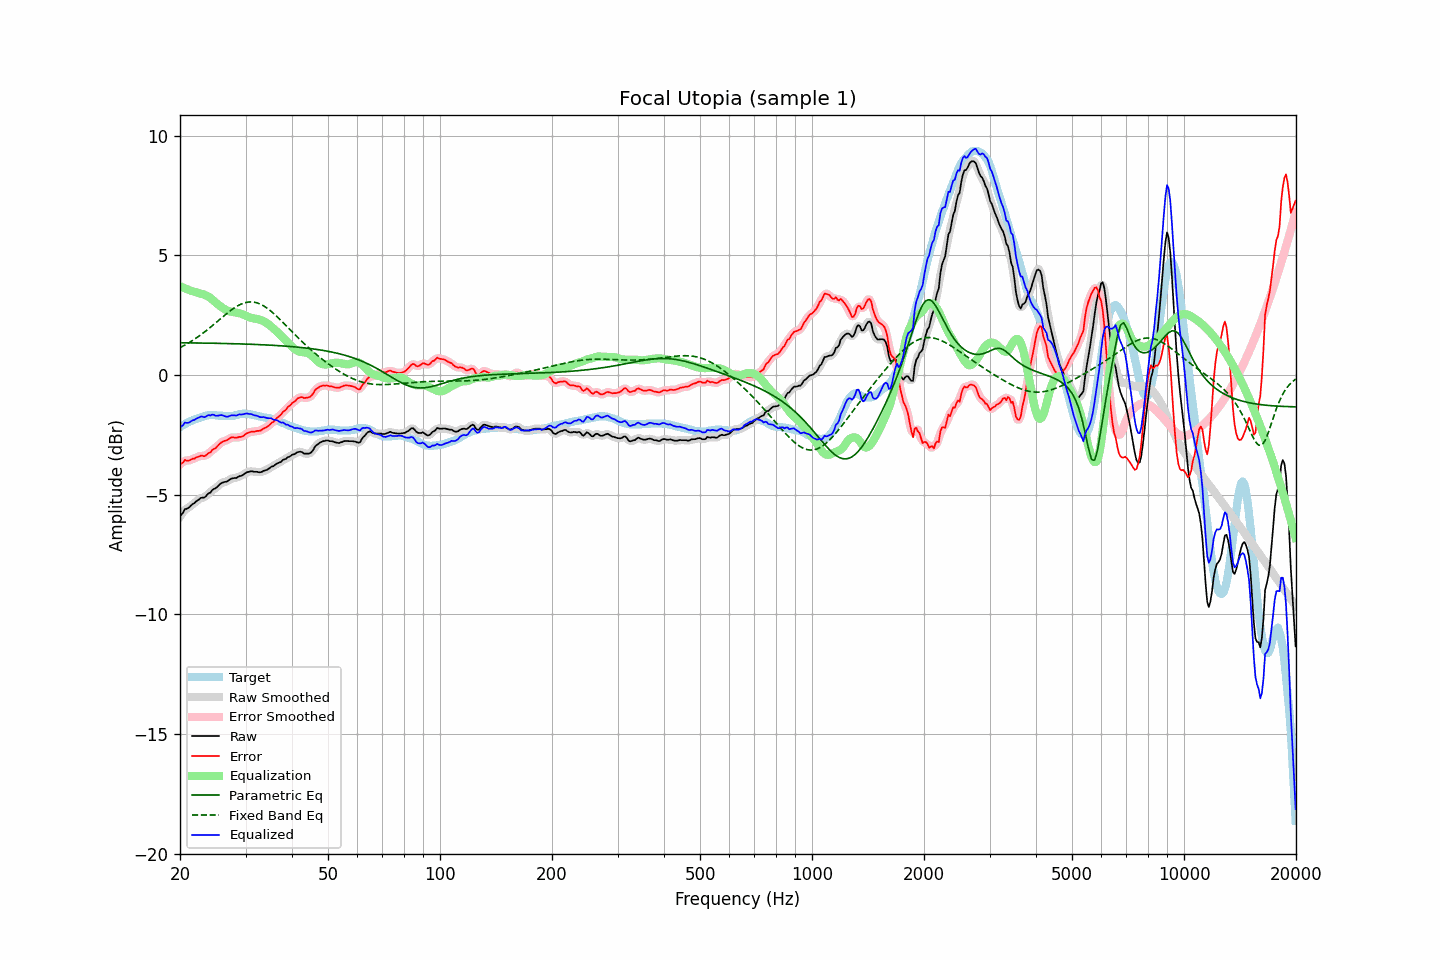 Focal Utopia (sample 1)
10
5
0
−5
−10
−15
−20
Amplitude (dBr)
Target
Raw Smoothed
Error Smoothed
Raw
Error
Equalization
Parametric Eq
Fixed Band Eq
Equalized
20 50 100 200 500 1000 2000 5000 10000 20000
Frequency (Hz)